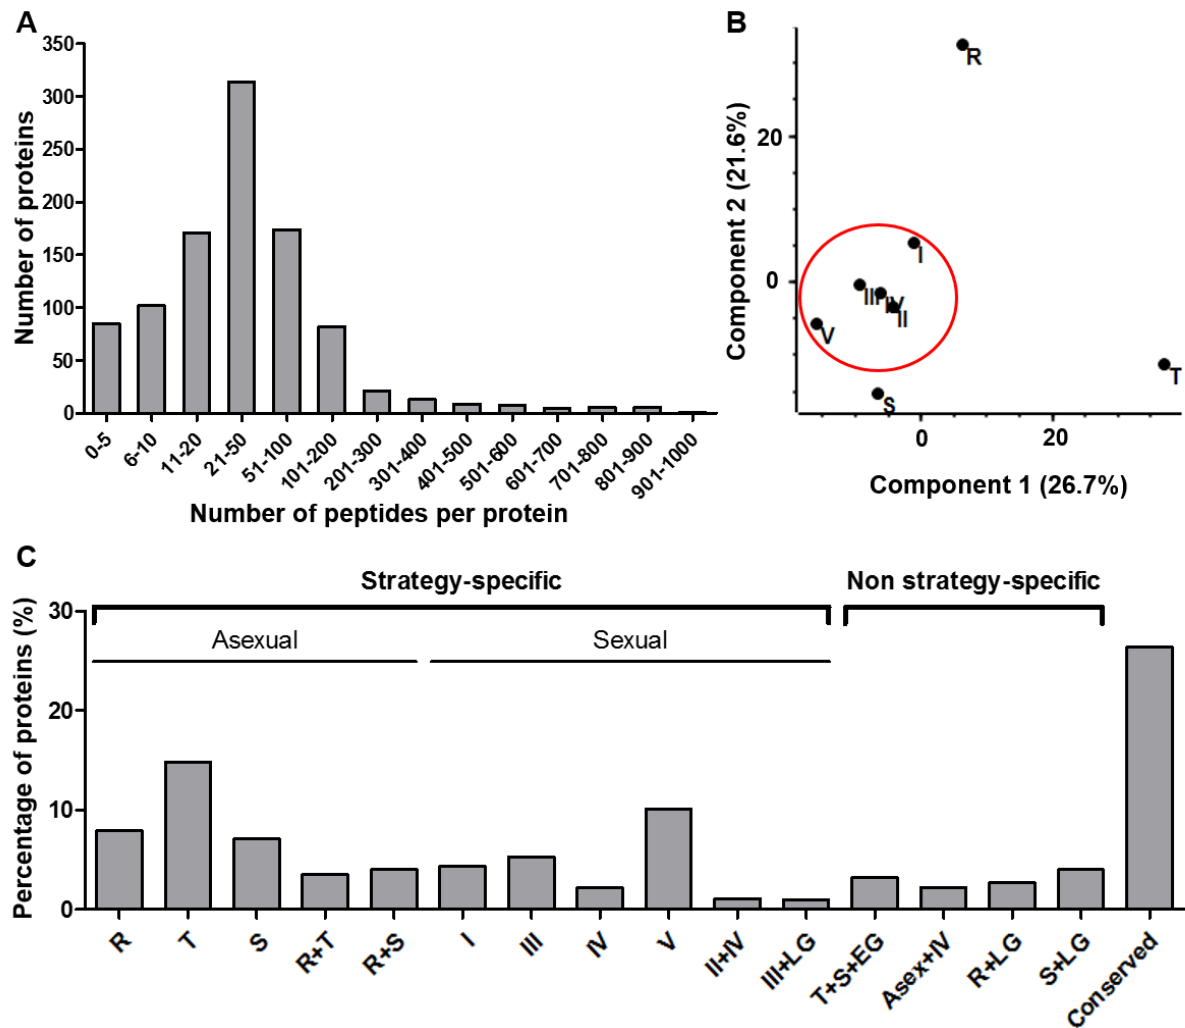 A
Number of proteins
350
300
250
200
150
100
50
0
0-5
6-10
11-20
21-50
51-100
101-200
201-300
301-400
401-500
501-600
601-700
701-800
801-900
901-1000
Number of peptides per protein
B
Component 2 (21.6%)
20
0
R
I
III
IV
II
V
S
T
0
20
Component 1 (26.7%)
C
Strategy-specific
Non strategy-specific
Asexual
Sexual
Percentage of proteins (%)
30
20
10
0
R
T
S
R+T
R+S
I
III
IV
V
II+IV
III+LG
T+S+EG
Asex+IV
R+LG
S+LG
Conserved